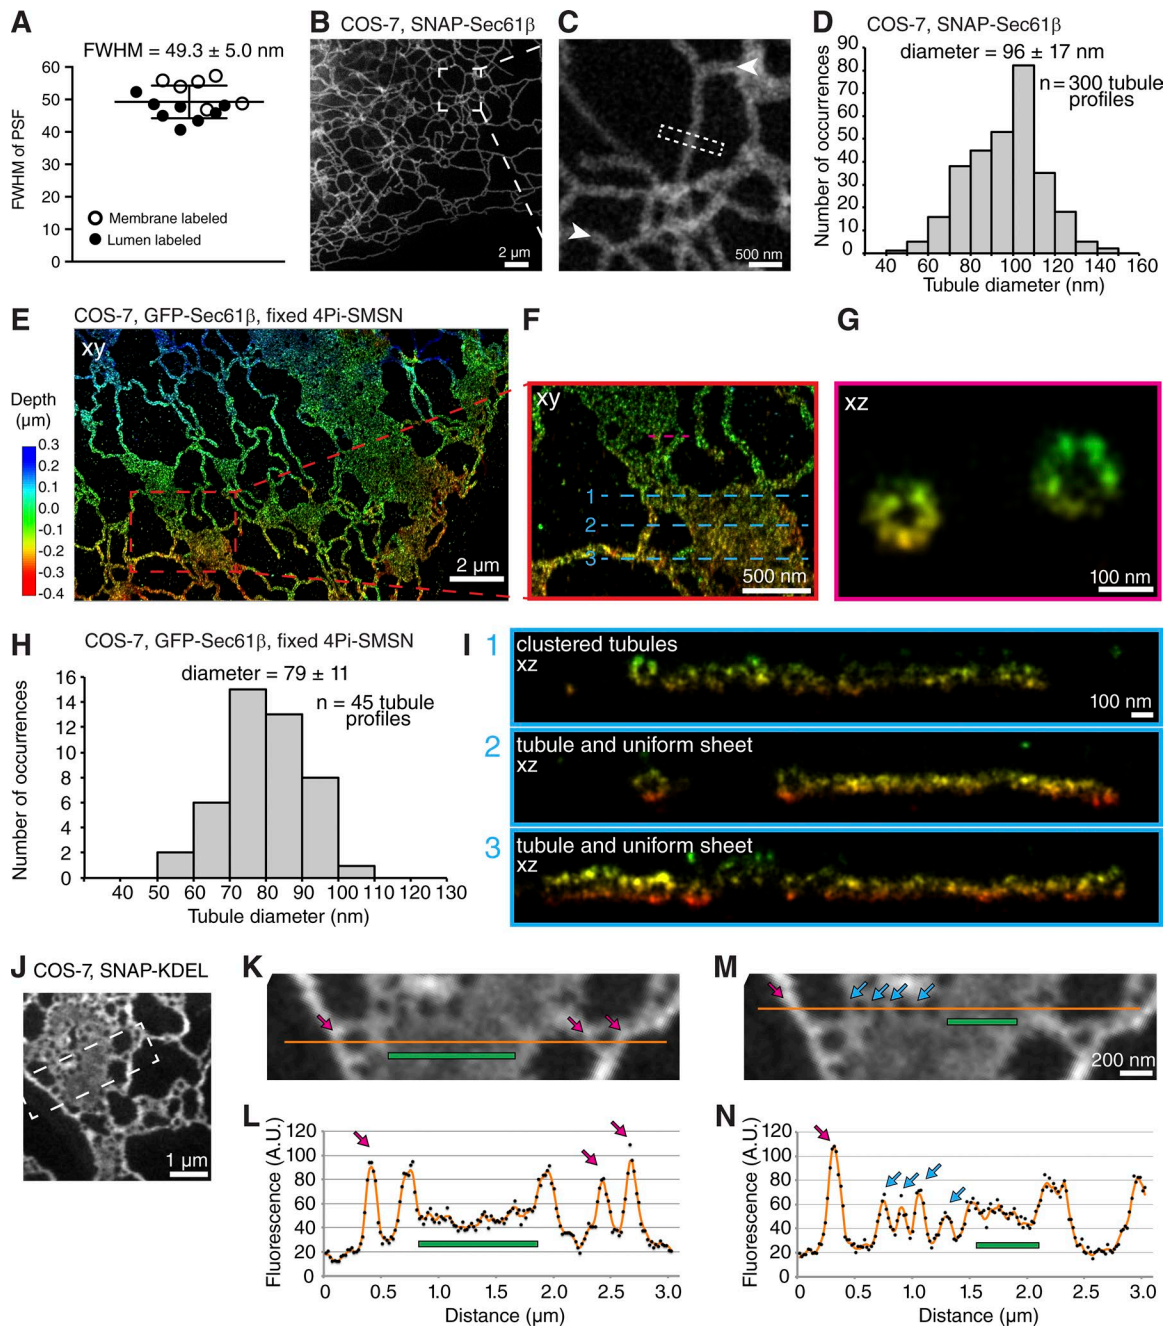 A
FWHM = 49.3 ± 5.0 nm
FWHM of PSF
60
50
40
30
20
10
0
Membrane labeled
Lumen labeled
B
COS-7, SNAP-Sec61β
2 µm
C
500 nm
D
COS-7, SNAP-Sec61β
diameter = 96 ± 17 nm
n = 300 tubule
profiles
Number of occurrences
90
80
70
60
50
40
30
20
10
0
40 60 80 100 120 140 160
Tubule diameter (nm)
E
COS-7, GFP-Sec61β, fixed 4Pi-SMSN
xy
Depth
(µm)
0.3
0.2
0.1
0.0
-0.1
-0.2
-0.3
-0.4
2 µm
F
xy
1
2
3
500 nm
G
xz
100 nm
H
COS-7, GFP-Sec61β, fixed 4Pi-SMSN
diameter = 79 ± 11
n = 45 tubule
profiles
Number of occurrences
16
14
12
10
8
6
4
2
0
40 50 60 70 80 90 100 110 120 130
Tubule diameter (nm)
I
1
clustered tubules
xz
100 nm
2
tubule and uniform sheet
xz
3
tubule and uniform sheet
xz
J
COS-7, SNAP-KDEL
1 µm
K
M
200 nm
L
Fluorescence (A.U.)
120
100
80
60
40
20
0
0 0.5 1.0 1.5 2.0 2.5 3.0
Distance (µm)
N
Fluorescence (A.U.)
120
100
80
60
40
20
0
0 0.5 1.0 1.5 2.0 2.5 3.0
Distance (µm)